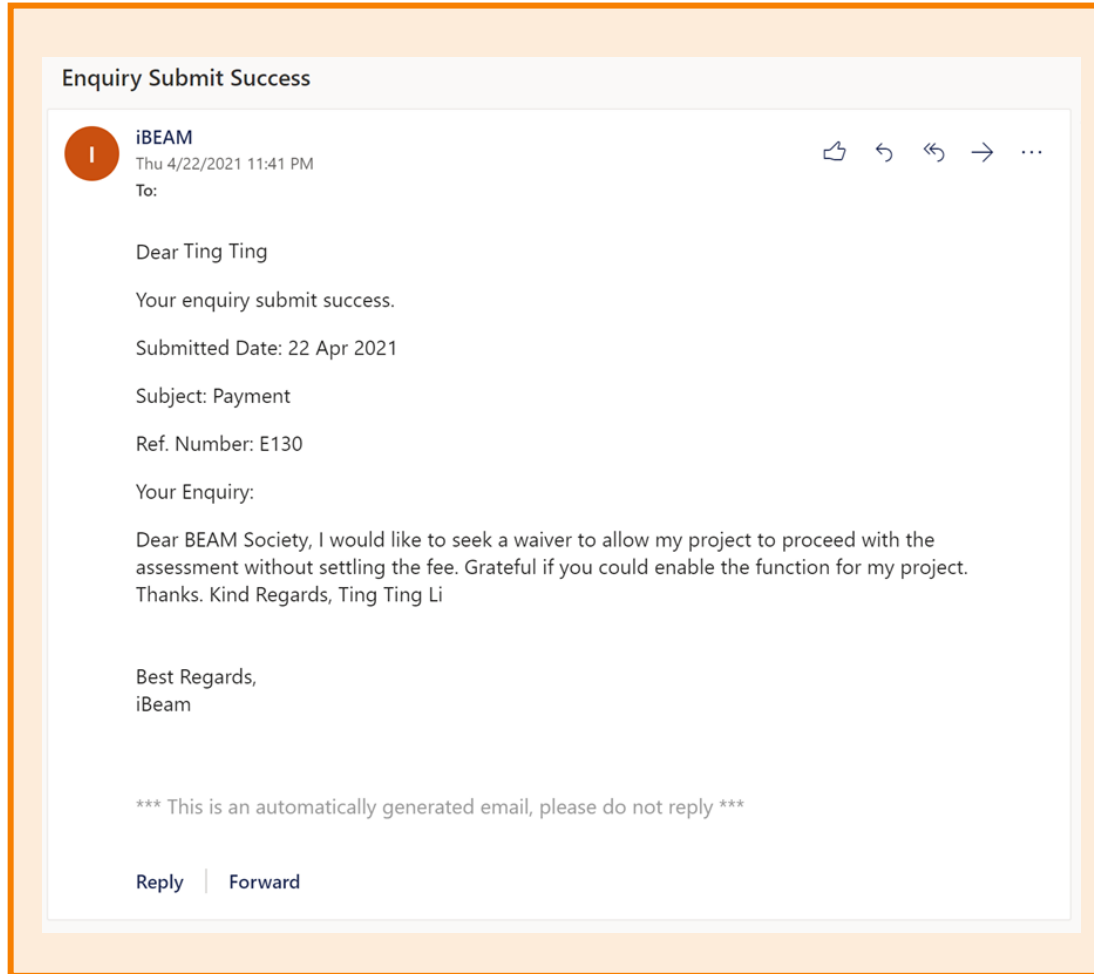 Enquiry Submit Success
I
iBEAM
Thu 4/22/2021 11:41 PM
To:
Dear Ting Ting
Your enquiry submit success.
Submitted Date: 22 Apr 2021
Subject: Payment
Ref. Number: E130
Your Enquiry:
Dear BEAM Society, I would like to seek a waiver to allow my project to proceed with the
assessment without settling the fee. Grateful if you could enable the function for my project.
Thanks. Kind Regards, Ting Ting Li
Best Regards,
iBeam
*** This is an automatically generated email, please do not reply ***
Reply Forward